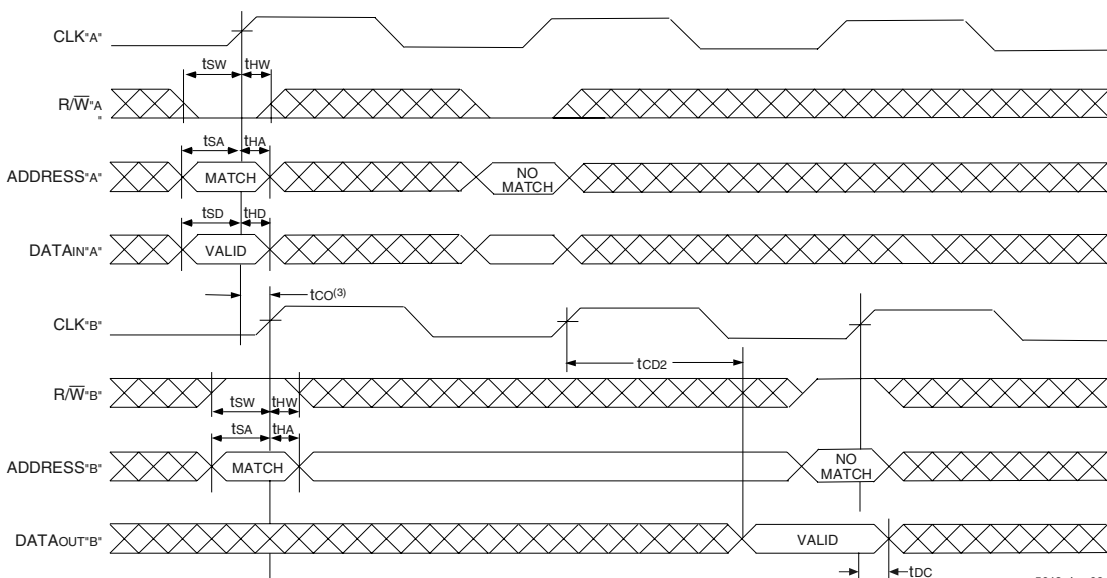 CLK"A"
tSW tHW
R/W"A"
tSA tHA
ADDRESS"A" MATCH NO MATCH
tSD tHD
DATAIN"A" VALID
tCO(3)
CLK"B"
tCD2
R/W"B"
tSW tHW
tSA tHA
ADDRESS"B" MATCH NO MATCH
DATAOUT"B" VALID
tDC